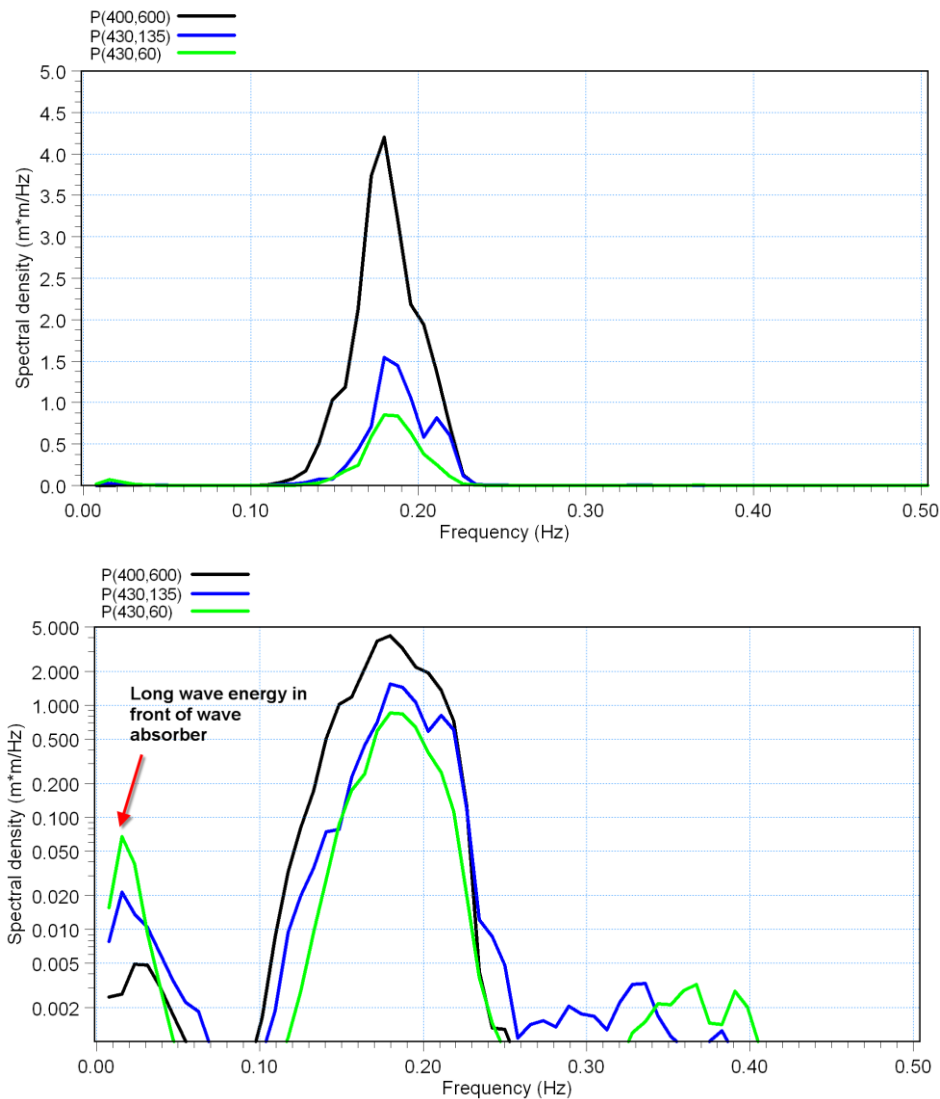 P(400,600)
P(430,135)
P(430,60)
5.0
4.5
4.0
3.5
3.0
2.5
2.0
1.5
1.0
0.5
0.0
Spectral density (m*m/Hz)
0.00 0.10 0.20 0.30 0.40 0.50
Frequency (Hz)
P(400,600)
P(430,135)
P(430,60)
5.000
2.000
1.000
0.500
0.200
0.100
0.050
0.020
0.010
0.005
0.002
Spectral density (m*m/Hz)
Long wave energy in
front of wave
absorber
0.00 0.10 0.20 0.30 0.40 0.50
Frequency (Hz)